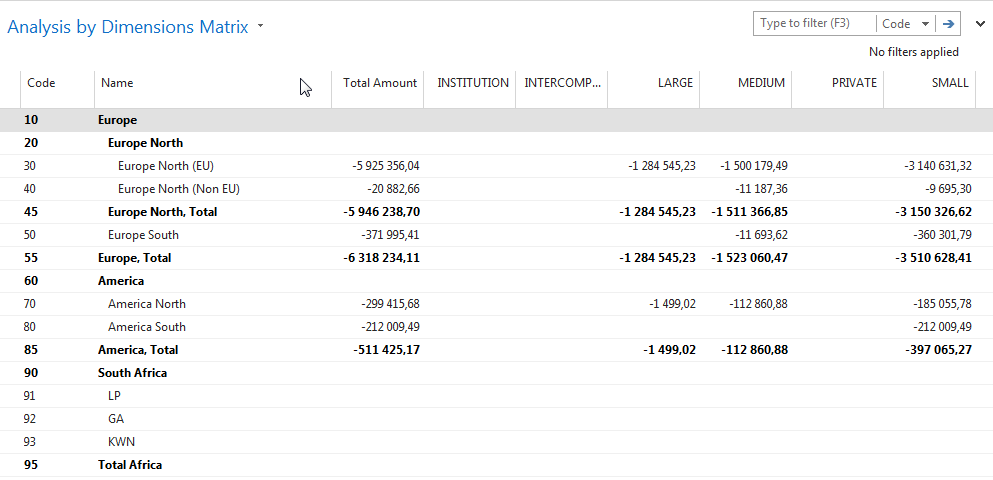 Analysis by Dimensions Matrix
Type to filter (F3) Code
No filters applied
Code Name Total Amount INSTITUTION INTERCOMP... LARGE MEDIUM PRIVATE SMALL
10 Europe
20 Europe North
30 Europe North (EU) -5 925 356,04 -1 284 545,23 -1 500 179,49 -3 140 631,32
40 Europe North (Non EU) -20 882,66 -11 187,36 -9 695,30
45 Europe North, Total -5 946 238,70 -1 284 545,23 -1 511 366,85 -3 150 326,62
50 Europe South -371 995,41 -11 693,62 -360 301,79
55 Europe, Total -6 318 234,11 -1 284 545,23 -1 523 060,47 -3 510 628,41
60 America
70 America North -299 415,68 -1 499,02 -112 860,88 -185 055,78
80 America South -212 009,49 -212 009,49
85 America, Total -511 425,17 -1 499,02 -112 860,88 -397 065,27
90 South Africa
91 LP
92 GA
93 KWN
95 Total Africa